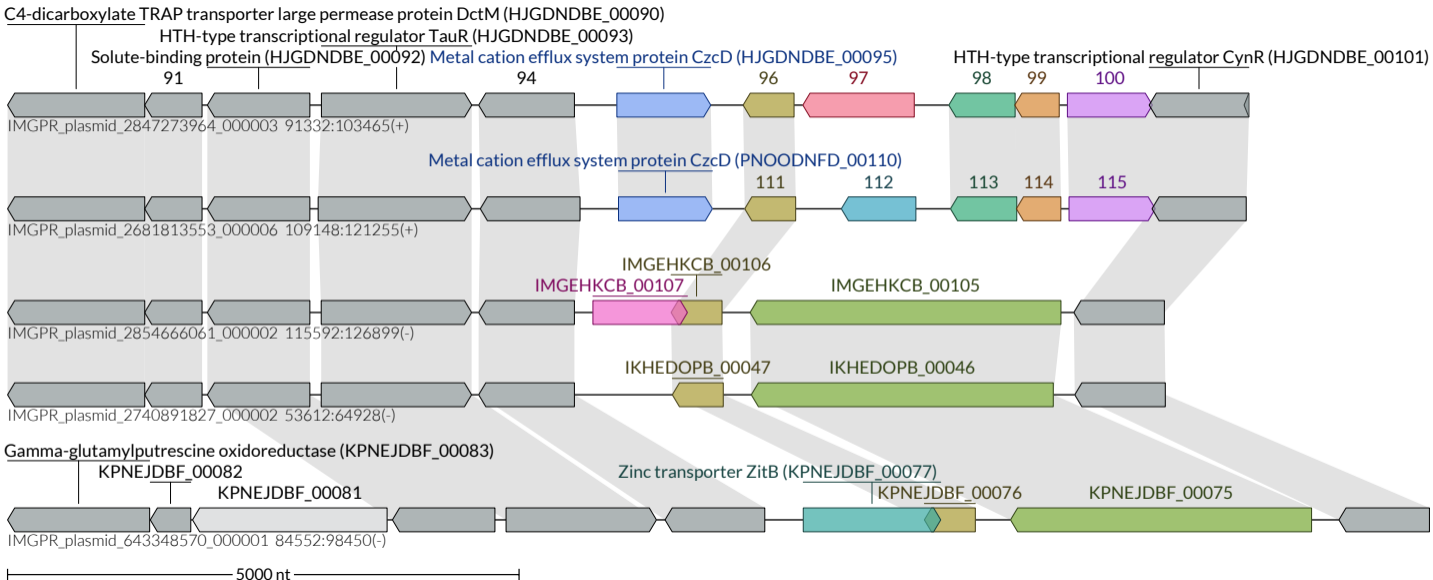 C4-dicarboxylate TRAP transporter large permease protein DctM (HJGDNDBE_00090)
HTH-type transcriptional regulator TauR (HJGDNDBE_00093)
Solute-binding protein (HJGDNDBE_00092) Metal cation efflux system protein CzcD (HJGDNDBE_00095) HTH-type transcriptional regulator CynR (HJGDNDBE_00101)
91 94 96 97 98 99 100
IMGPR_plasmid_2847273964_000003 91332:103465(+)
Metal cation efflux system protein CzcD (PNOODNFD_00110)
111 112 113 114 115
IMGPR_plasmid_2681813553_000006 109148:121255(+)
IMGEHKCB_00106
IMGEHKCB_00107 IMGEHKCB_00105
IMGPR_plasmid_2854666061_000002 115592:126899(-)
IKHEDOPB_00047 IKHEDOPB_00046
IMGPR_plasmid_2740891827_000002 53612:64928(-)
Gamma-glutamylputrescine oxidoreductase (KPNEJDBF_00083)
KPNEJDBF_00082 Zinc transporter ZitB (KPNEJDBF_00077)
KPNEJDBF_00081 KPNEJDBF_00076 KPNEJDBF_00075
IMGPR_plasmid_643348570_000001 84552:98450(-)
5000 nt